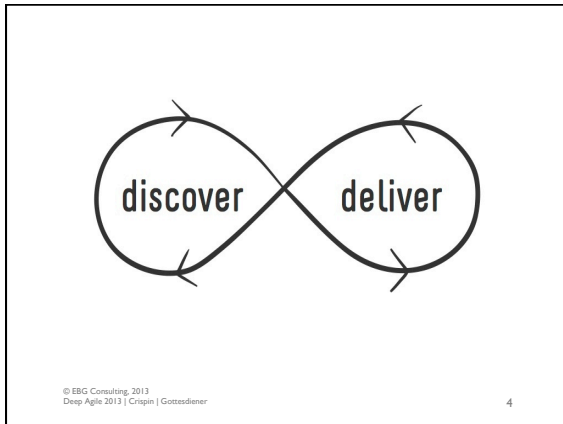 discover deliver
© EBG Consulting, 2013
Deep Agile 2013 | Crispin | Gottesdiener
4